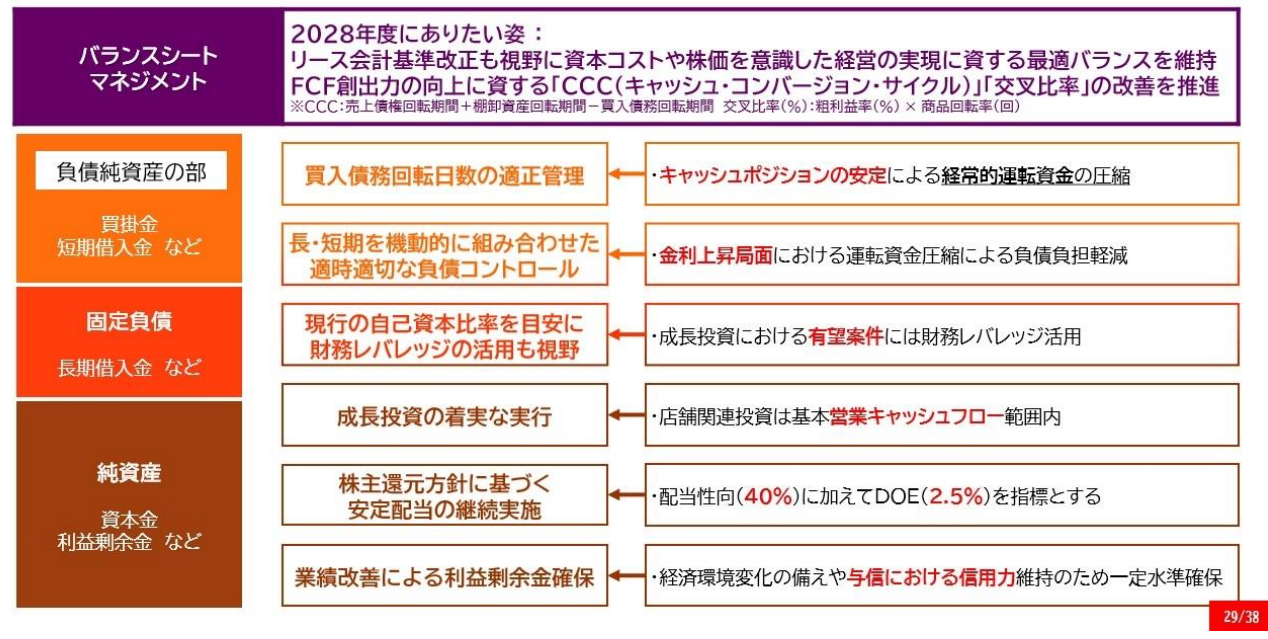 バランスシート
マネジメント
2028年度にありたい姿：
リース会計基準改正も視野に資本コストや株価を意識した経営の実現に資する最適バランスを維持
FCF創出力の向上に資する「CCC(キャッシュ・コンバージョン・サイクル)」「交叉比率」の改善を推進
※CCC：売上債権回転期間＋棚卸資産回転期間－買入債務回転期間 交叉比率(%)：粗利益率(%) × 商品回転率(回)
負債純資産の部
買掛金
短期借入金 など
買入債務回転日数の適正管理
・キャッシュポジションの安定による経常的運転資金の圧縮
長・短期を機動的に組み合わせた
適時適切な負債コントロール
・金利上昇局面における運転資金圧縮による負債負担軽減
固定負債
長期借入金 など
現行の自己資本比率を目安に
財務レバレッジの活用も視野
・成長投資における有望案件には財務レバレッジ活用
純資産
資本金
利益剰余金 など
成長投資の着実な実行
・店舗関連投資は基本営業キャッシュフロー範囲内
株主還元方針に基づく
安定配当の継続実施
・配当性向(40%)に加えてDOE(2.5%)を指標とする
業績改善による利益剰余金確保
・経済環境変化の備えや与信における信用力維持のため一定水準確保
29/38